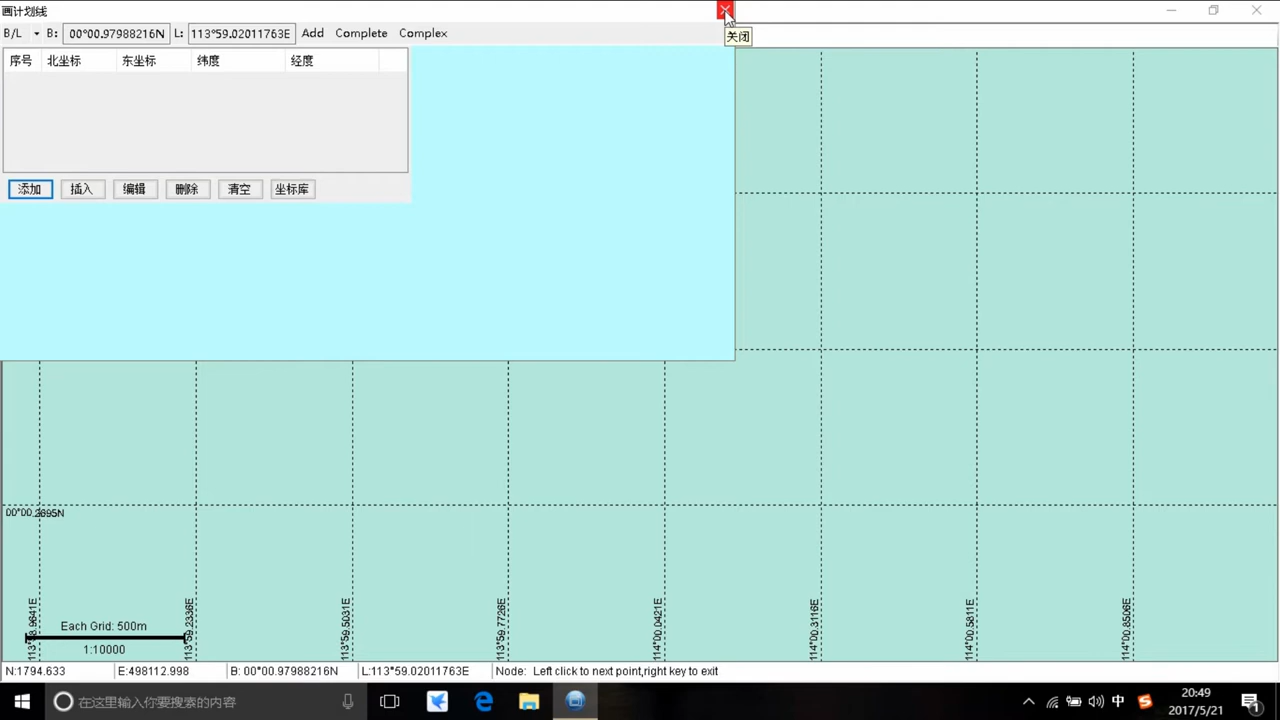 画计划线
B/L B: 00°00.97988216N L: 113°59.02011763E Add Complete Complex
关闭
序号 北坐标 东坐标 纬度 经度
添加 插入 编辑 删除 清空 坐标库
00°00.2695N
113°58.9641E
113°59.2336E
113°59.5031E
113°59.7726E
114°00.0421E
114°00.3116E
114°00.5811E
114°00.8506E
Each Grid: 500m
1:10000
N:1794.633 E:498112.998 B: 00°00.97988216N L:113°59.02011763E Node: Left click to next point,right key to exit
在这里输入你要搜索的内容
中
20:49
2017/5/21
1